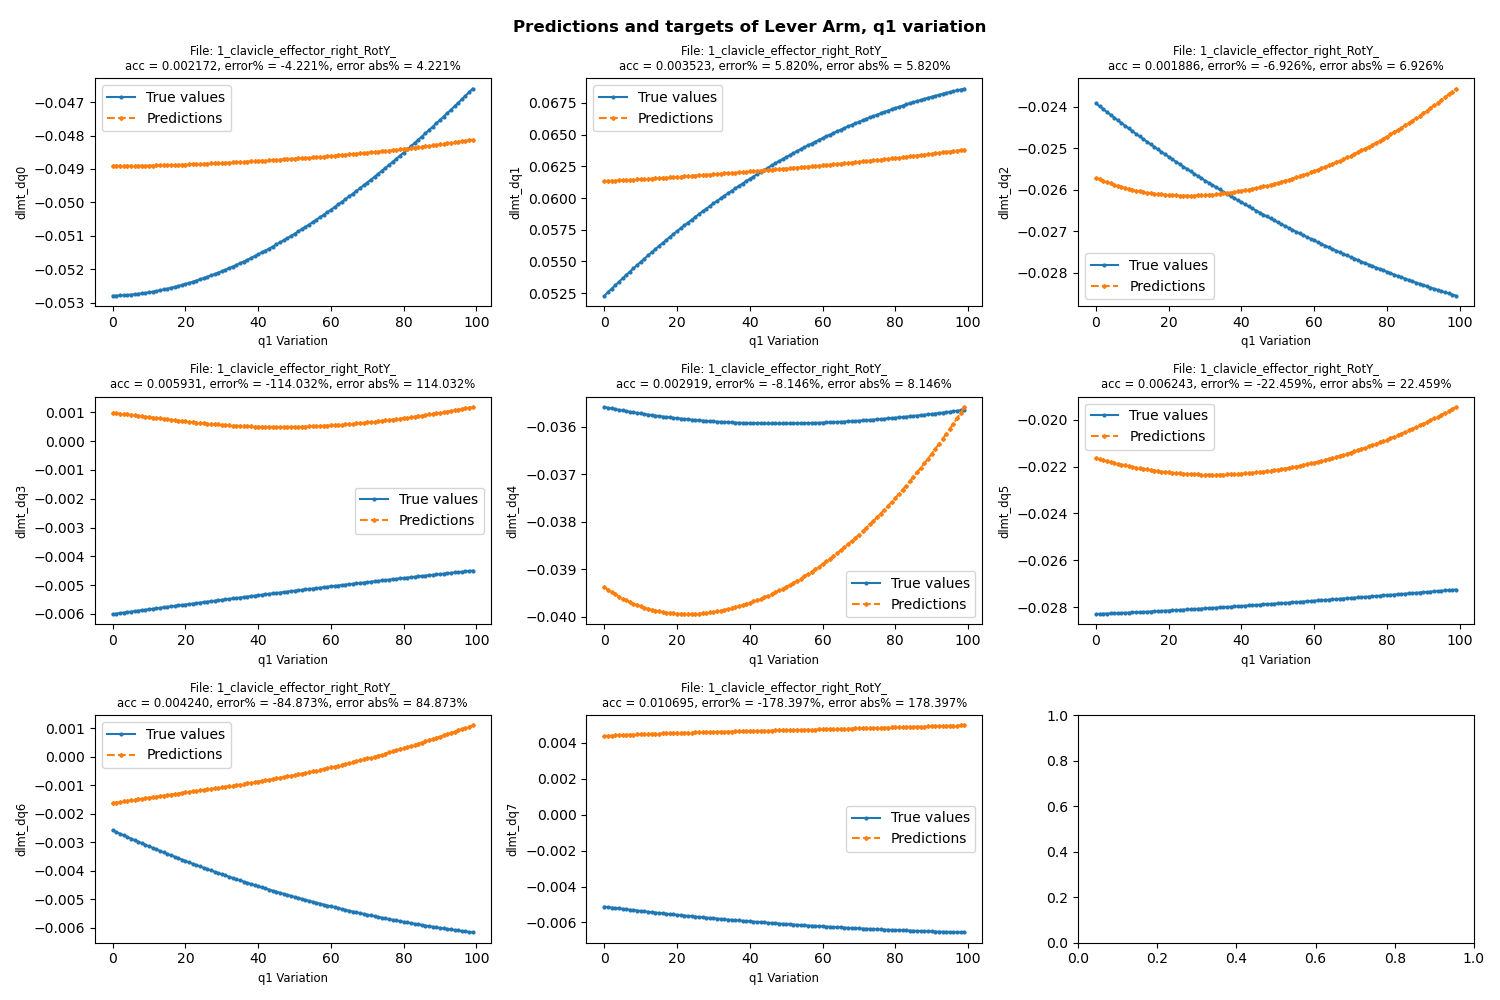 Predictions and targets of Lever Arm, q1 variation
File: 1_clavicle_effector_right_RotY_
acc = 0.002172, error% = -4.221%, error abs% = 4.221%
−0.047
−0.048
−0.049
−0.050
−0.051
−0.052
−0.053
dlmt_dq0
True values
Predictions
0 20 40 60 80 100
q1 Variation
File: 1_clavicle_effector_right_RotY_
acc = 0.003523, error% = 5.820%, error abs% = 5.820%
0.0675
0.0650
0.0625
0.0600
0.0575
0.0550
0.0525
dlmt_dq1
True values
Predictions
0 20 40 60 80 100
q1 Variation
File: 1_clavicle_effector_right_RotY_
acc = 0.001886, error% = -6.926%, error abs% = 6.926%
−0.024
−0.025
−0.026
−0.027
−0.028
dlmt_dq2
True values
Predictions
0 20 40 60 80 100
q1 Variation
File: 1_clavicle_effector_right_RotY_
acc = 0.005931, error% = -114.032%, error abs% = 114.032%
0.001
0.000
−0.001
−0.002
−0.003
−0.004
−0.005
−0.006
dlmt_dq3
True values
Predictions
0 20 40 60 80 100
q1 Variation
File: 1_clavicle_effector_right_RotY_
acc = 0.002919, error% = -8.146%, error abs% = 8.146%
−0.036
−0.037
−0.038
−0.039
−0.040
dlmt_dq4
True values
Predictions
0 20 40 60 80 100
q1 Variation
File: 1_clavicle_effector_right_RotY_
acc = 0.006243, error% = -22.459%, error abs% = 22.459%
−0.020
−0.022
−0.024
−0.026
−0.028
dlmt_dq5
True values
Predictions
0 20 40 60 80 100
q1 Variation
File: 1_clavicle_effector_right_RotY_
acc = 0.004240, error% = -84.873%, error abs% = 84.873%
0.001
0.000
−0.001
−0.002
−0.003
−0.004
−0.005
−0.006
dlmt_dq6
True values
Predictions
0 20 40 60 80 100
q1 Variation
File: 1_clavicle_effector_right_RotY_
acc = 0.010695, error% = -178.397%, error abs% = 178.397%
0.004
0.002
0.000
−0.002
−0.004
−0.006
dlmt_dq7
True values
Predictions
0 20 40 60 80 100
q1 Variation
1.0
0.8
0.6
0.4
0.2
0.0
0.0 0.2 0.4 0.6 0.8 1.0